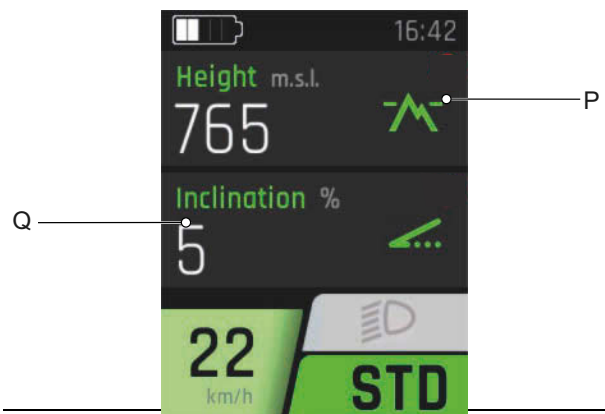 16:42
Height m.s.l.
765
P
Inclination %
Q
5
22
km/h
STD